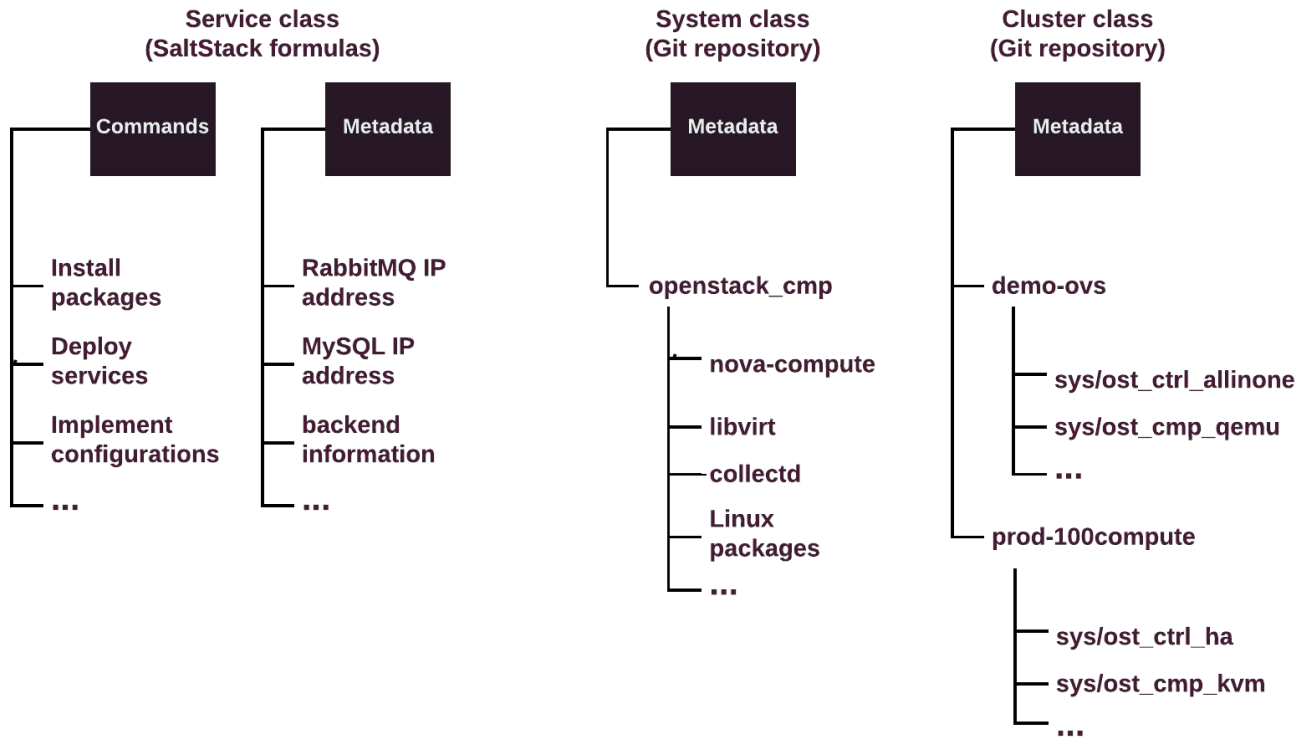 Service class
(SaltStack formulas)
Commands
Install
packages
Deploy
services
Implement
configurations
...
Metadata
RabbitMQ IP
address
MySQL IP
address
backend
information
...
System class
(Git repository)
Metadata
openstack_cmp
nova-compute
libvirt
collectd
Linux
packages
...
Cluster class
(Git repository)
Metadata
demo-ovs
sys/ost_ctrl_allinone
sys/ost_cmp_qemu
...
prod-100compute
sys/ost_ctrl_ha
sys/ost_cmp_kvm
...